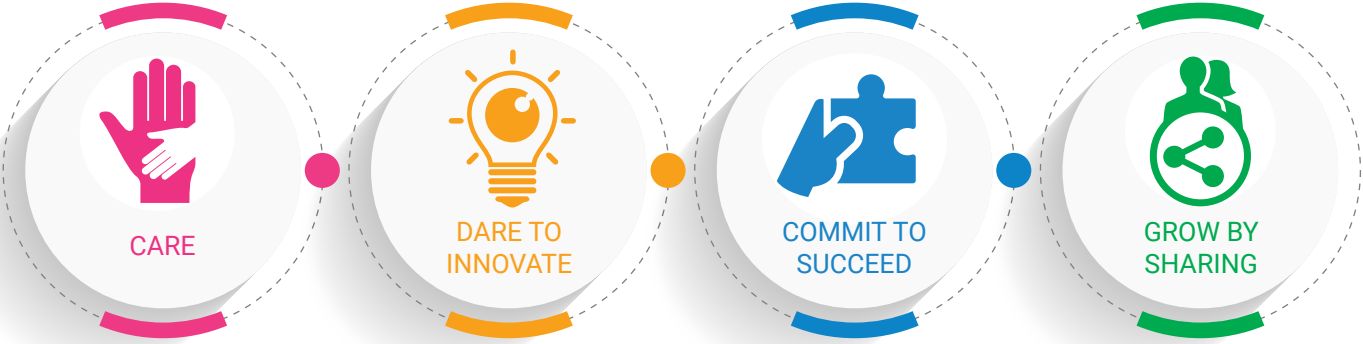 CARE
DARE TO
INNOVATE
COMMIT TO
SUCCEED
GROW BY
SHARING